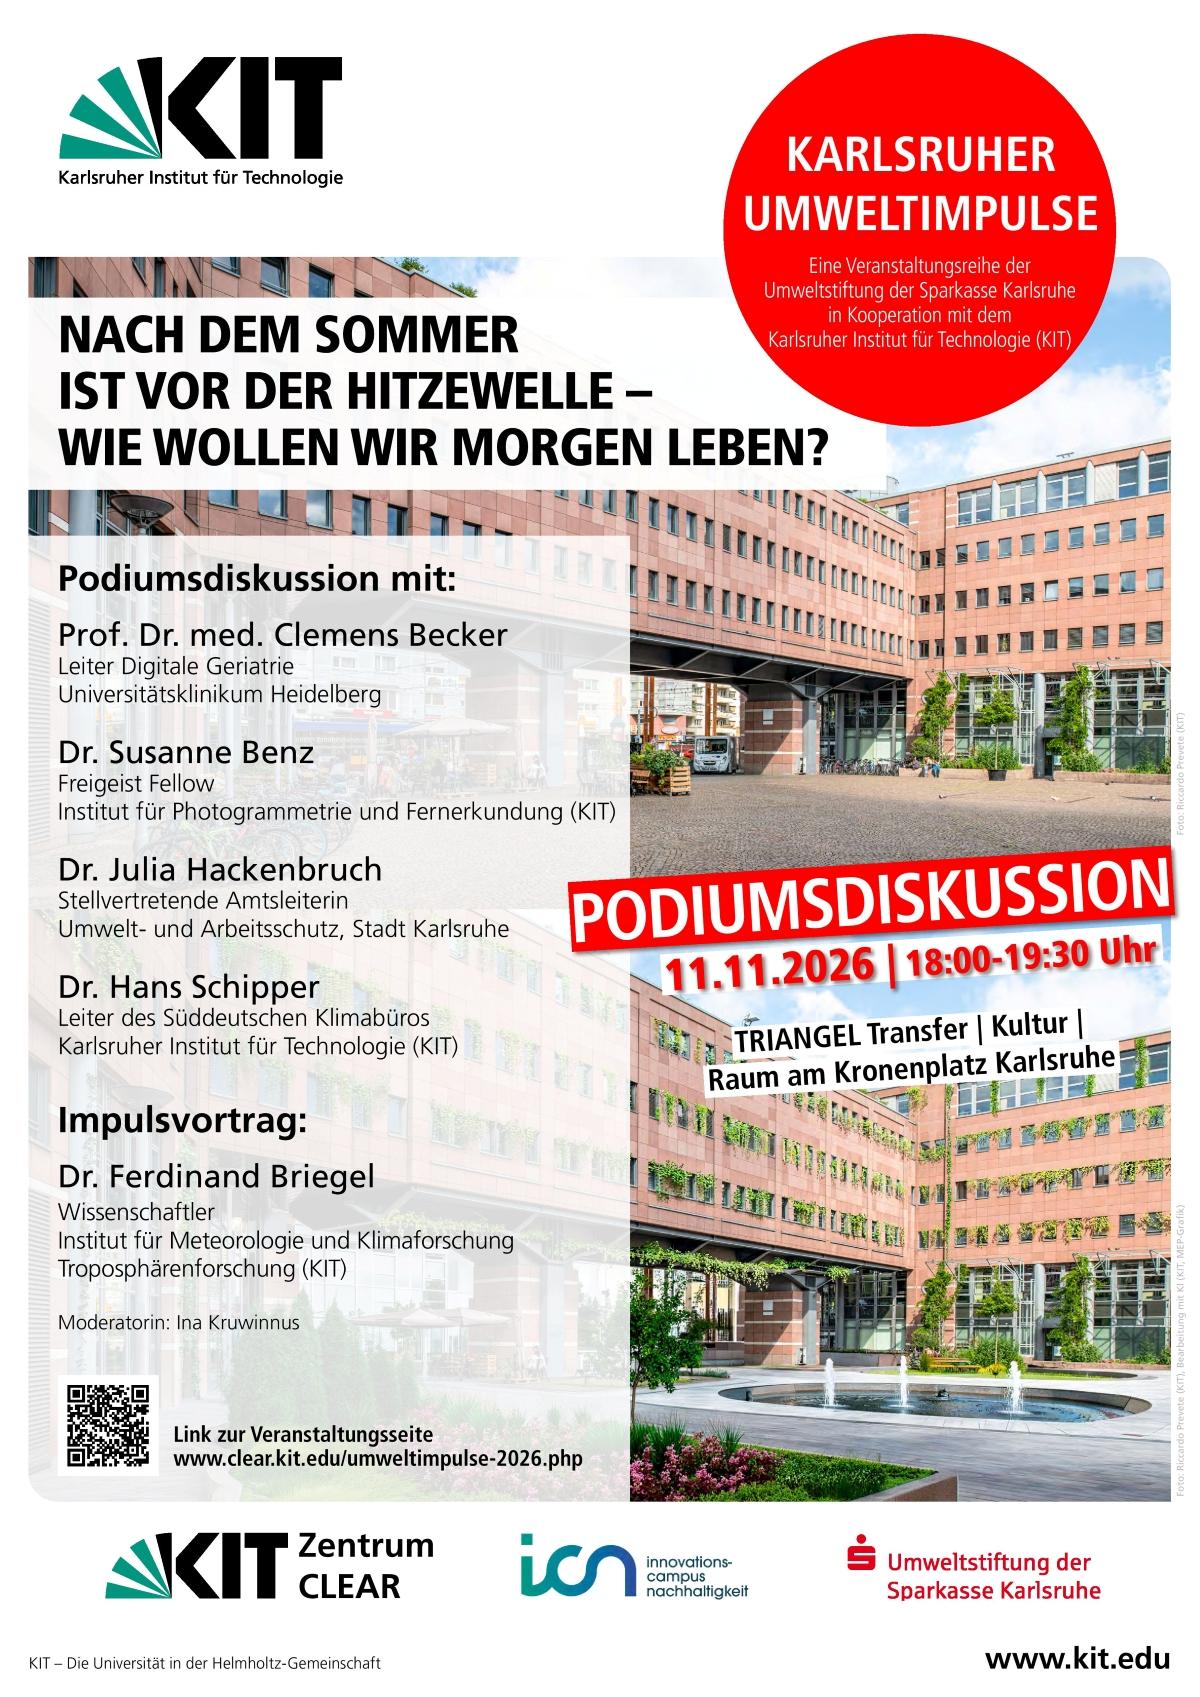 KIT
Karlsruher Institut für Technologie
KARLSRUHER
UMWELTIMPULSE
Eine Veranstaltungsreihe der
Umweltstiftung der Sparkasse Karlsruhe
in Kooperation mit dem
Karlsruher Institut für Technologie (KIT)
NACH DEM SOMMER
IST VOR DER HITZEWELLE –
WIE WOLLEN WIR MORGEN LEBEN?
Podiumsdiskussion mit:
Prof. Dr. med. Clemens Becker
Leiter Digitale Geriatrie
Universitätsklinikum Heidelberg
Dr. Susanne Benz
Freigeist Fellow
Institut für Photogrammetrie und Fernerkundung (KIT)
Dr. Julia Hackenbruch
Stellvertretende Amtsleiterin
Umwelt- und Arbeitsschutz, Stadt Karlsruhe
Dr. Hans Schipper
Leiter des Süddeutschen Klimabüros
Karlsruher Institut für Technologie (KIT)
Impulsvortrag:
Dr. Ferdinand Briegel
Wissenschaftler
Institut für Meteorologie und Klimaforschung
Troposphärenforschung (KIT)
Moderatorin: Ina Kruwinnus
Link zur Veranstaltungsseite
www.clear.kit.edu/umweltimpulse-2026.php
PODIUMSDISKUSSION
11.11.2026 | 18:00-19:30 Uhr
TRIANGEL Transfer | Kultur |
Raum am Kronenplatz Karlsruhe
Foto: Riccardo Prevete (KIT)
Foto: Riccardo Prevete (KIT), Bearbeitung mit KI (KIT, MEP-Grafik)
KIT Zentrum
CLEAR
icn innovations-
campus
nachhaltigkeit
Umweltstiftung der
Sparkasse Karlsruhe
KIT – Die Universität in der Helmholtz-Gemeinschaft
www.kit.edu